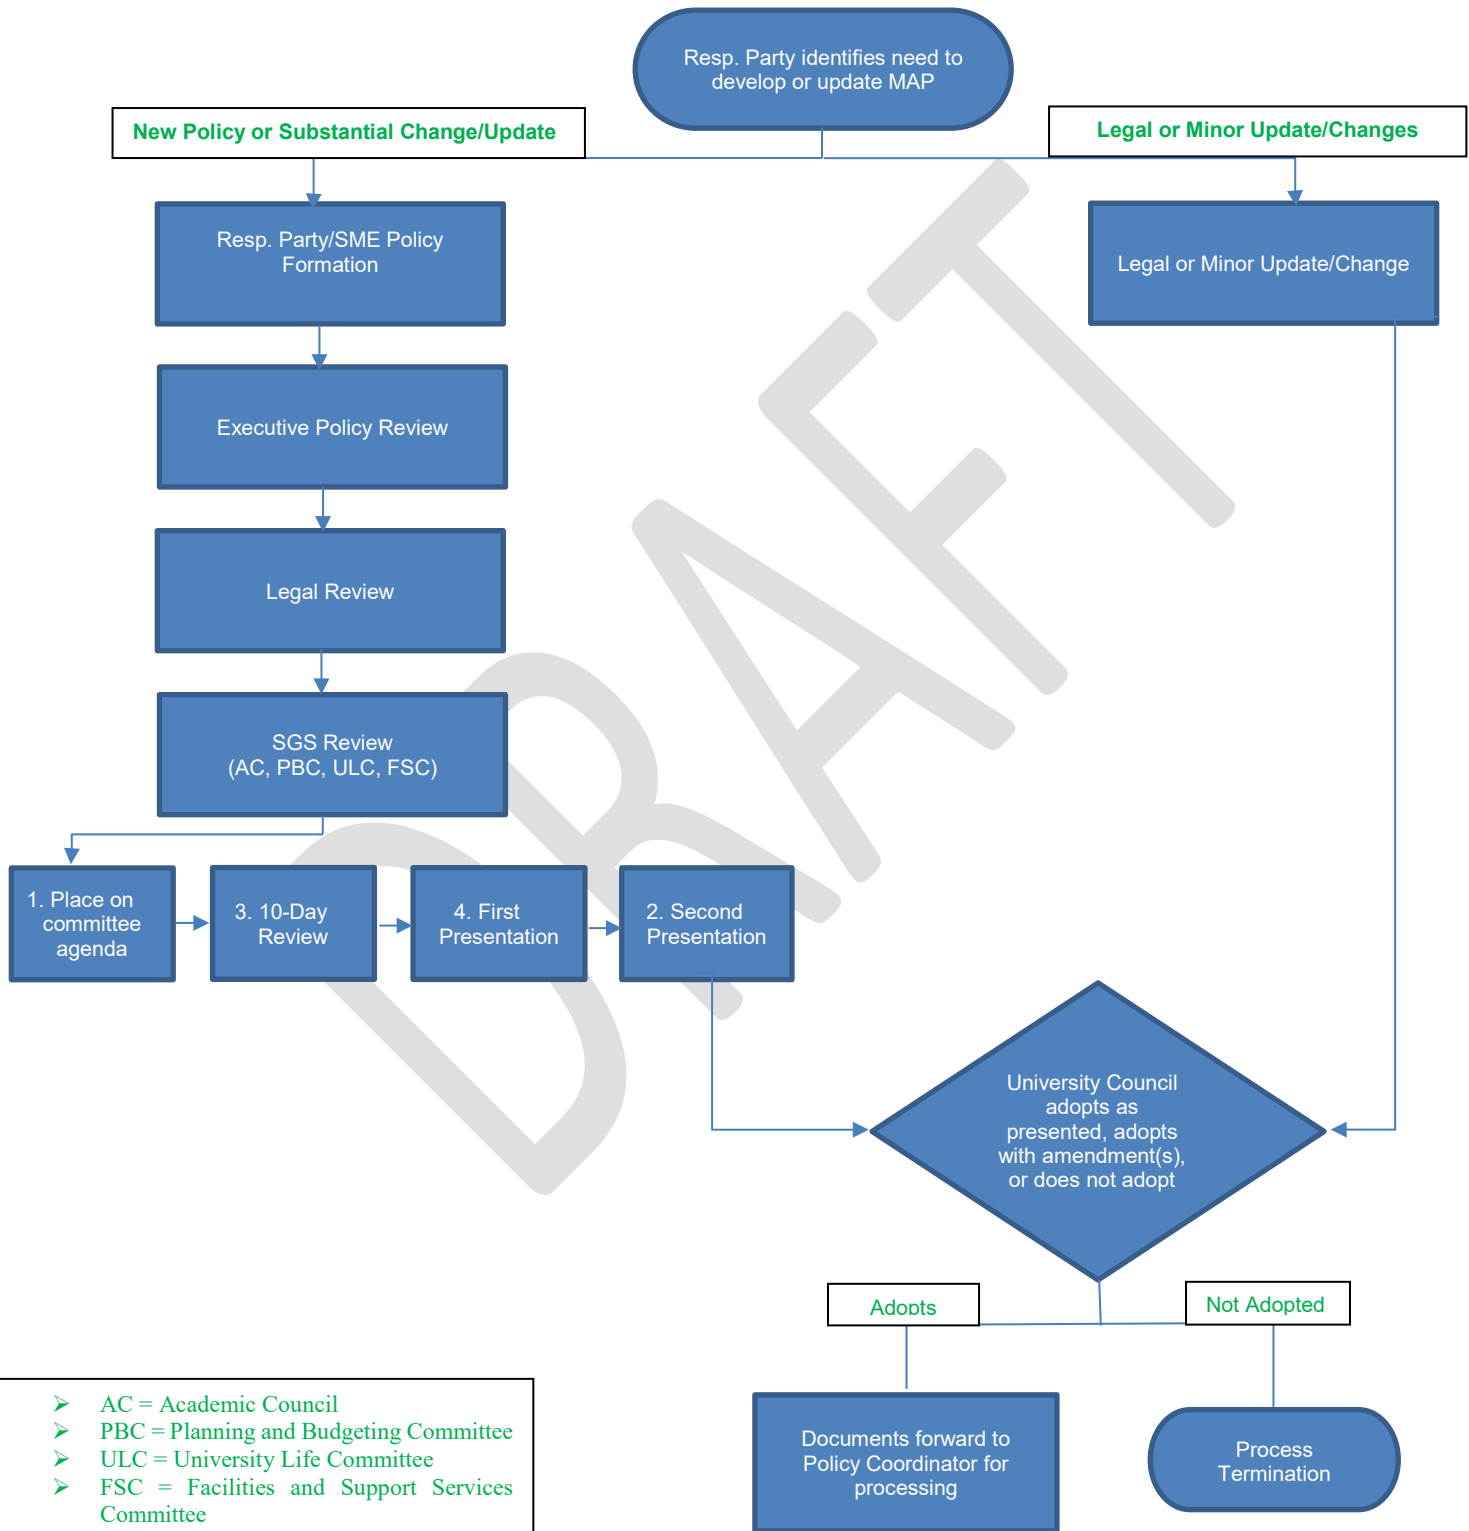 Resp. Party identifies need to
develop or update MAP
New Policy or Substantial Change/Update
Legal or Minor Update/Changes
Resp. Party/SME Policy
Formation
Legal or Minor Update/Change
Executive Policy Review
Legal Review
SGS Review
(AC, PBC, ULC, FSC)
1. Place on
committee
agenda
3. 10-Day
Review
4. First
Presentation
2. Second
Presentation
DRAFT
University Council
adopts as
presented, adopts
with amendment(s),
or does not adopt
Adopts
Not Adopted
➢ AC = Academic Council
➢ PBC = Planning and Budgeting Committee
➢ ULC = University Life Committee
➢ FSC = Facilities and Support Services
Committee
Documents forward to
Policy Coordinator for
processing
Process
Termination